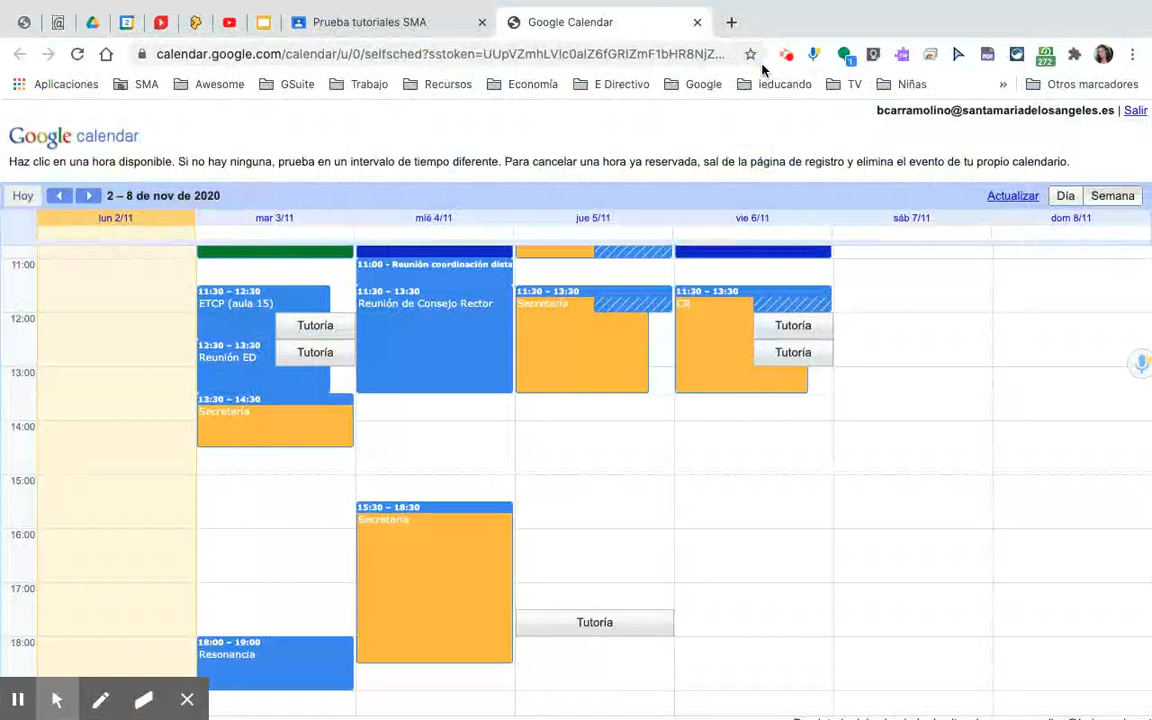 Prueba tutoriales SMA
Google Calendar
calendar.google.com/calendar/u/0/selfsched?sstoken=UUpVZmhLVlc0alZ6fGRlZmF1bHR8NjZ...
Aplicaciones
SMA
Awesome
GSuite
Trabajo
Recursos
Economía
E Directivo
Google
ieducando
TV
Niñas
»
Otros marcadores
1
272
bcarramolino@santamariadelosangeles.es | Salir
Google calendar
Haz clic en una hora disponible. Si no hay ninguna, prueba en un intervalo de tiempo diferente. Para cancelar una hora ya reservada, sal de la página de registro y elimina el evento de tu propio calendario.
Hoy
2 – 8 de nov de 2020
Actualizar
Día
Semana
lun 2/11
mar 3/11
mié 4/11
jue 5/11
vie 6/11
sáb 7/11
dom 8/11
11:00
11:00 - Reunión coordinación dista
11:30 – 12:30
ETCP (aula 15)
11:30 – 13:30
Reunión de Consejo Rector
11:30 – 13:30
Secretaría
11:30 – 13:30
CR
12:00
Tutoría
Tutoría
12:30 – 13:30
Reunión ED
Tutoría
Tutoría
13:00
13:30 – 14:30
Secretaría
14:00
15:00
15:30 – 18:30
Secretaría
16:00
17:00
Tutoría
18:00
18:00 – 19:00
Resonancia